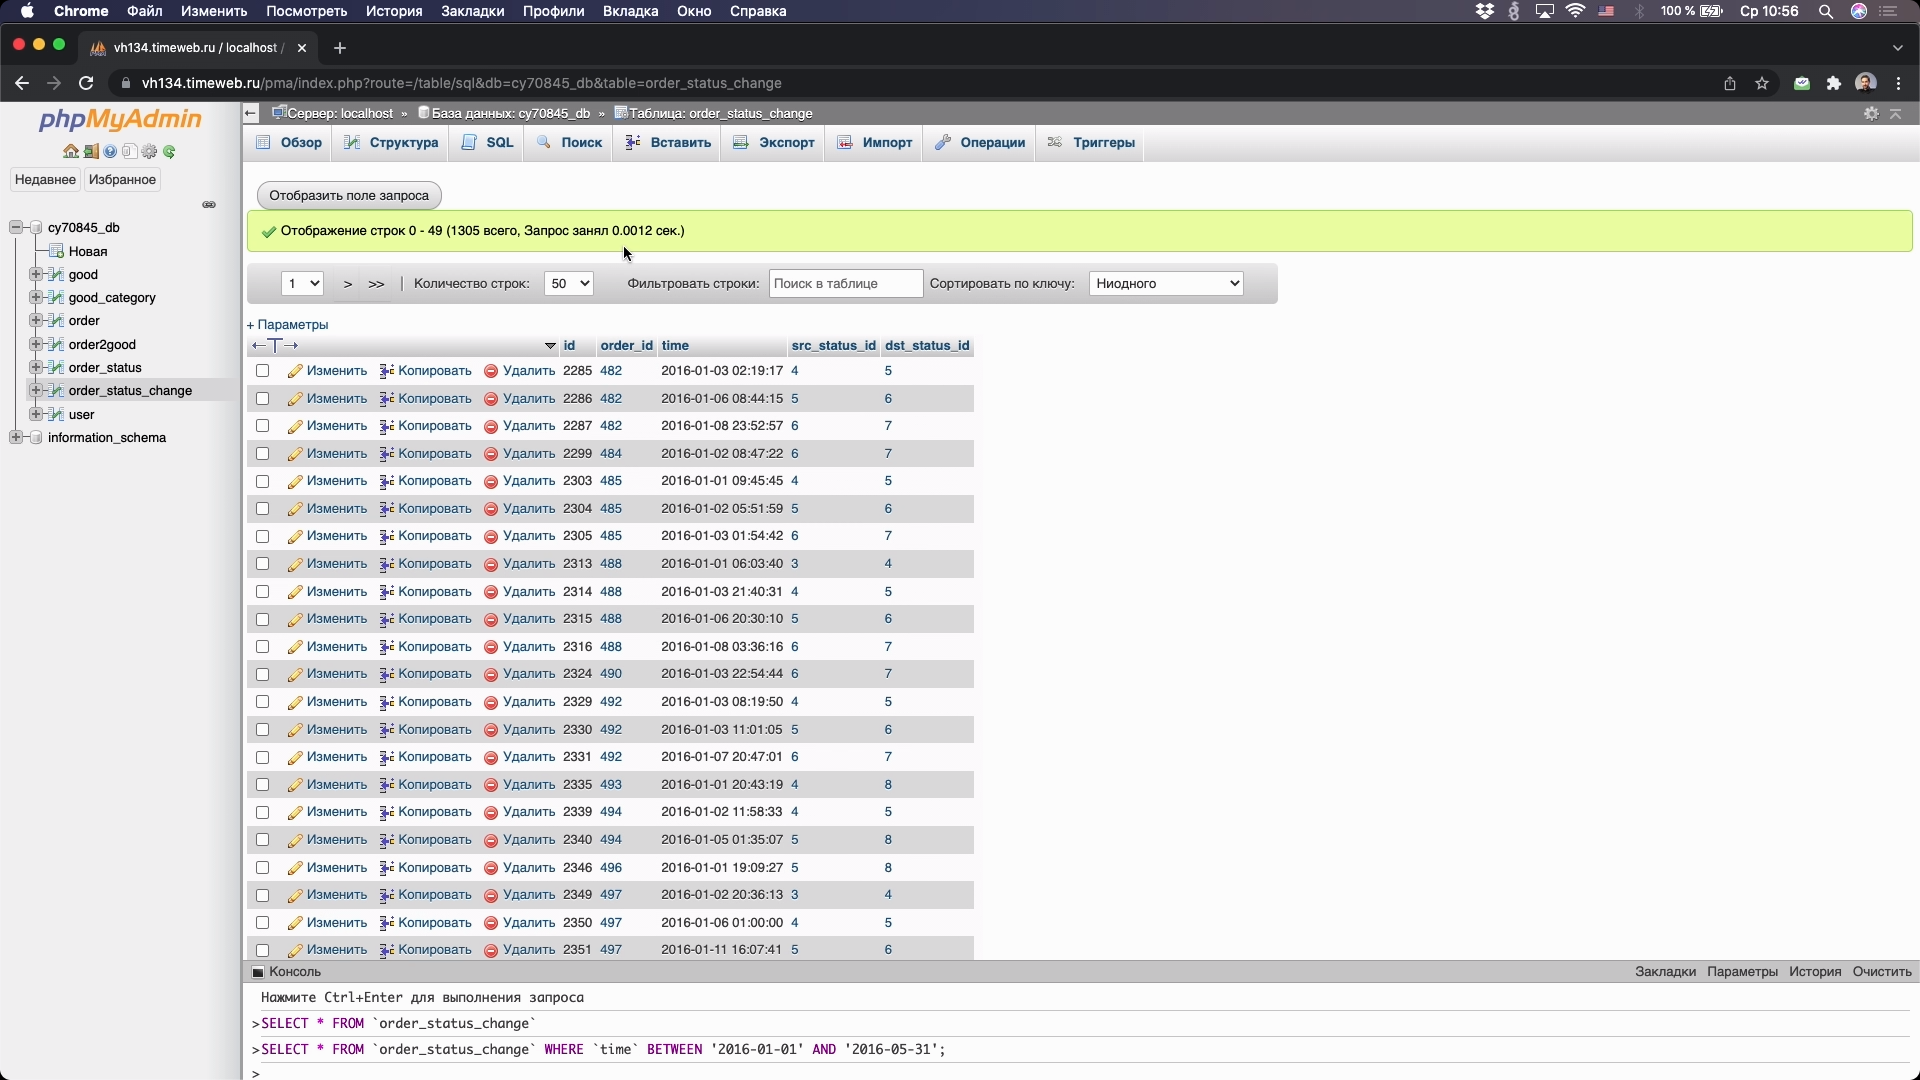 Chrome Файл Изменить Посмотреть История Закладки Профили Вкладка Окно Справка 100 % Ср 10:56
vh134.timeweb.ru / localhost /
vh134.timeweb.ru/pma/index.php?route=/table/sql&db=cy70845_db&table=order_status_change
phpMyAdmin
Недавнее Избранное
cy70845_db
Новая
good
good_category
order
order2good
order_status
order_status_change
user
information_schema
Сервер: localhost » База данных: cy70845_db » Таблица: order_status_change
Обзор Структура SQL Поиск Вставить Экспорт Импорт Операции Триггеры
Отобразить поле запроса
Отображение строк 0 - 49 (1305 всего, Запрос занял 0.0012 сек.)
1 > >> | Количество строк: 50 Фильтровать строки: Поиск в таблице Сортировать по ключу: Ниодного
+ Параметры
←T→ id order_id time src_status_id dst_status_id
Изменить Копировать Удалить 2285 482 2016-01-03 02:19:17 4 5
Изменить Копировать Удалить 2286 482 2016-01-06 08:44:15 5 6
Изменить Копировать Удалить 2287 482 2016-01-08 23:52:57 6 7
Изменить Копировать Удалить 2299 484 2016-01-02 08:47:22 6 7
Изменить Копировать Удалить 2303 485 2016-01-01 09:45:45 4 5
Изменить Копировать Удалить 2304 485 2016-01-02 05:51:59 5 6
Изменить Копировать Удалить 2305 485 2016-01-03 01:54:42 6 7
Изменить Копировать Удалить 2313 488 2016-01-01 06:03:40 3 4
Изменить Копировать Удалить 2314 488 2016-01-03 21:40:31 4 5
Изменить Копировать Удалить 2315 488 2016-01-06 20:30:10 5 6
Изменить Копировать Удалить 2316 488 2016-01-08 03:36:16 6 7
Изменить Копировать Удалить 2324 490 2016-01-03 22:54:44 6 7
Изменить Копировать Удалить 2329 492 2016-01-03 08:19:50 4 5
Изменить Копировать Удалить 2330 492 2016-01-03 11:01:05 5 6
Изменить Копировать Удалить 2331 492 2016-01-07 20:47:01 6 7
Изменить Копировать Удалить 2335 493 2016-01-01 20:43:19 4 8
Изменить Копировать Удалить 2339 494 2016-01-02 11:58:33 4 5
Изменить Копировать Удалить 2340 494 2016-01-05 01:35:07 5 8
Изменить Копировать Удалить 2346 496 2016-01-01 19:09:27 5 8
Изменить Копировать Удалить 2349 497 2016-01-02 20:36:13 3 4
Изменить Копировать Удалить 2350 497 2016-01-06 01:00:00 4 5
Изменить Копировать Удалить 2351 497 2016-01-11 16:07:41 5 6
Консоль Закладки Параметры История Очистить
Нажмите Ctrl+Enter для выполнения запроса
>SELECT * FROM `order_status_change`
>SELECT * FROM `order_status_change` WHERE `time` BETWEEN '2016-01-01' AND '2016-05-31';
>